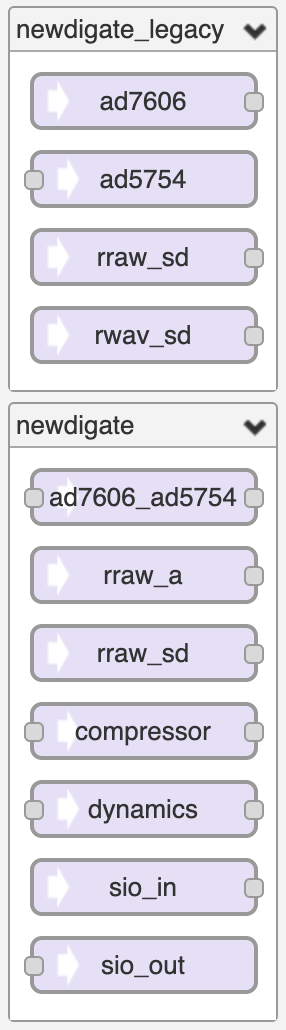 newdigate_legacy
ad7606
ad5754
rraw_sd
rwav_sd
newdigate
ad7606_ad5754
rraw_a
rraw_sd
compressor
dynamics
sio_in
sio_out